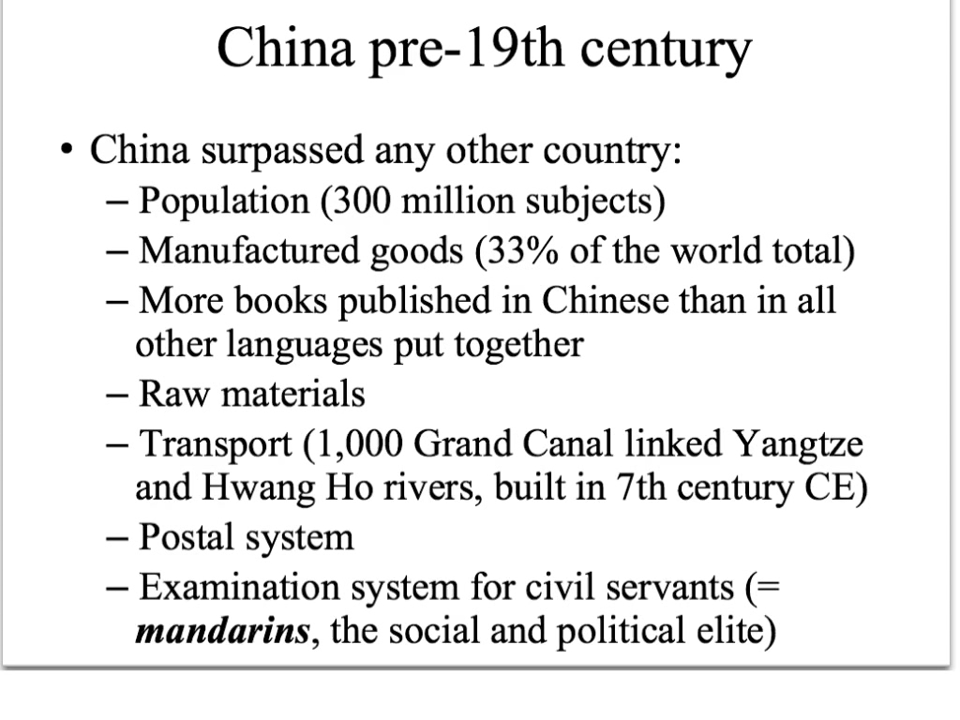 China pre-19th century
• China surpassed any other country:
– Population (300 million subjects)
– Manufactured goods (33% of the world total)
– More books published in Chinese than in all
other languages put together
– Raw materials
– Transport (1,000 Grand Canal linked Yangtze
and Hwang Ho rivers, built in 7th century CE)
– Postal system
– Examination system for civil servants (=
mandarins, the social and political elite)